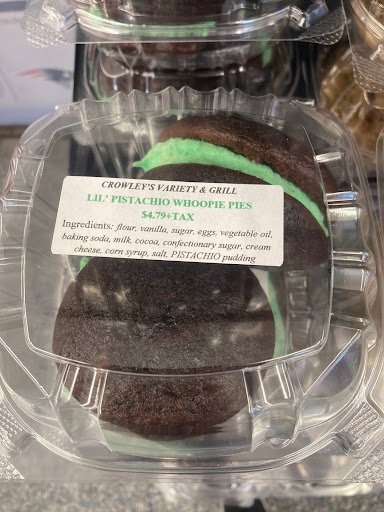 CROWLEY'S VARIETY & GRILL
LIL' PISTACHIO WHOOPIE PIES
$4.79+TAX
Ingredients: flour, vanilla, sugar, eggs, vegetable oil,
baking soda, milk, cocoa, confectionary sugar, cream
cheese, corn syrup, salt, PISTACHIO pudding